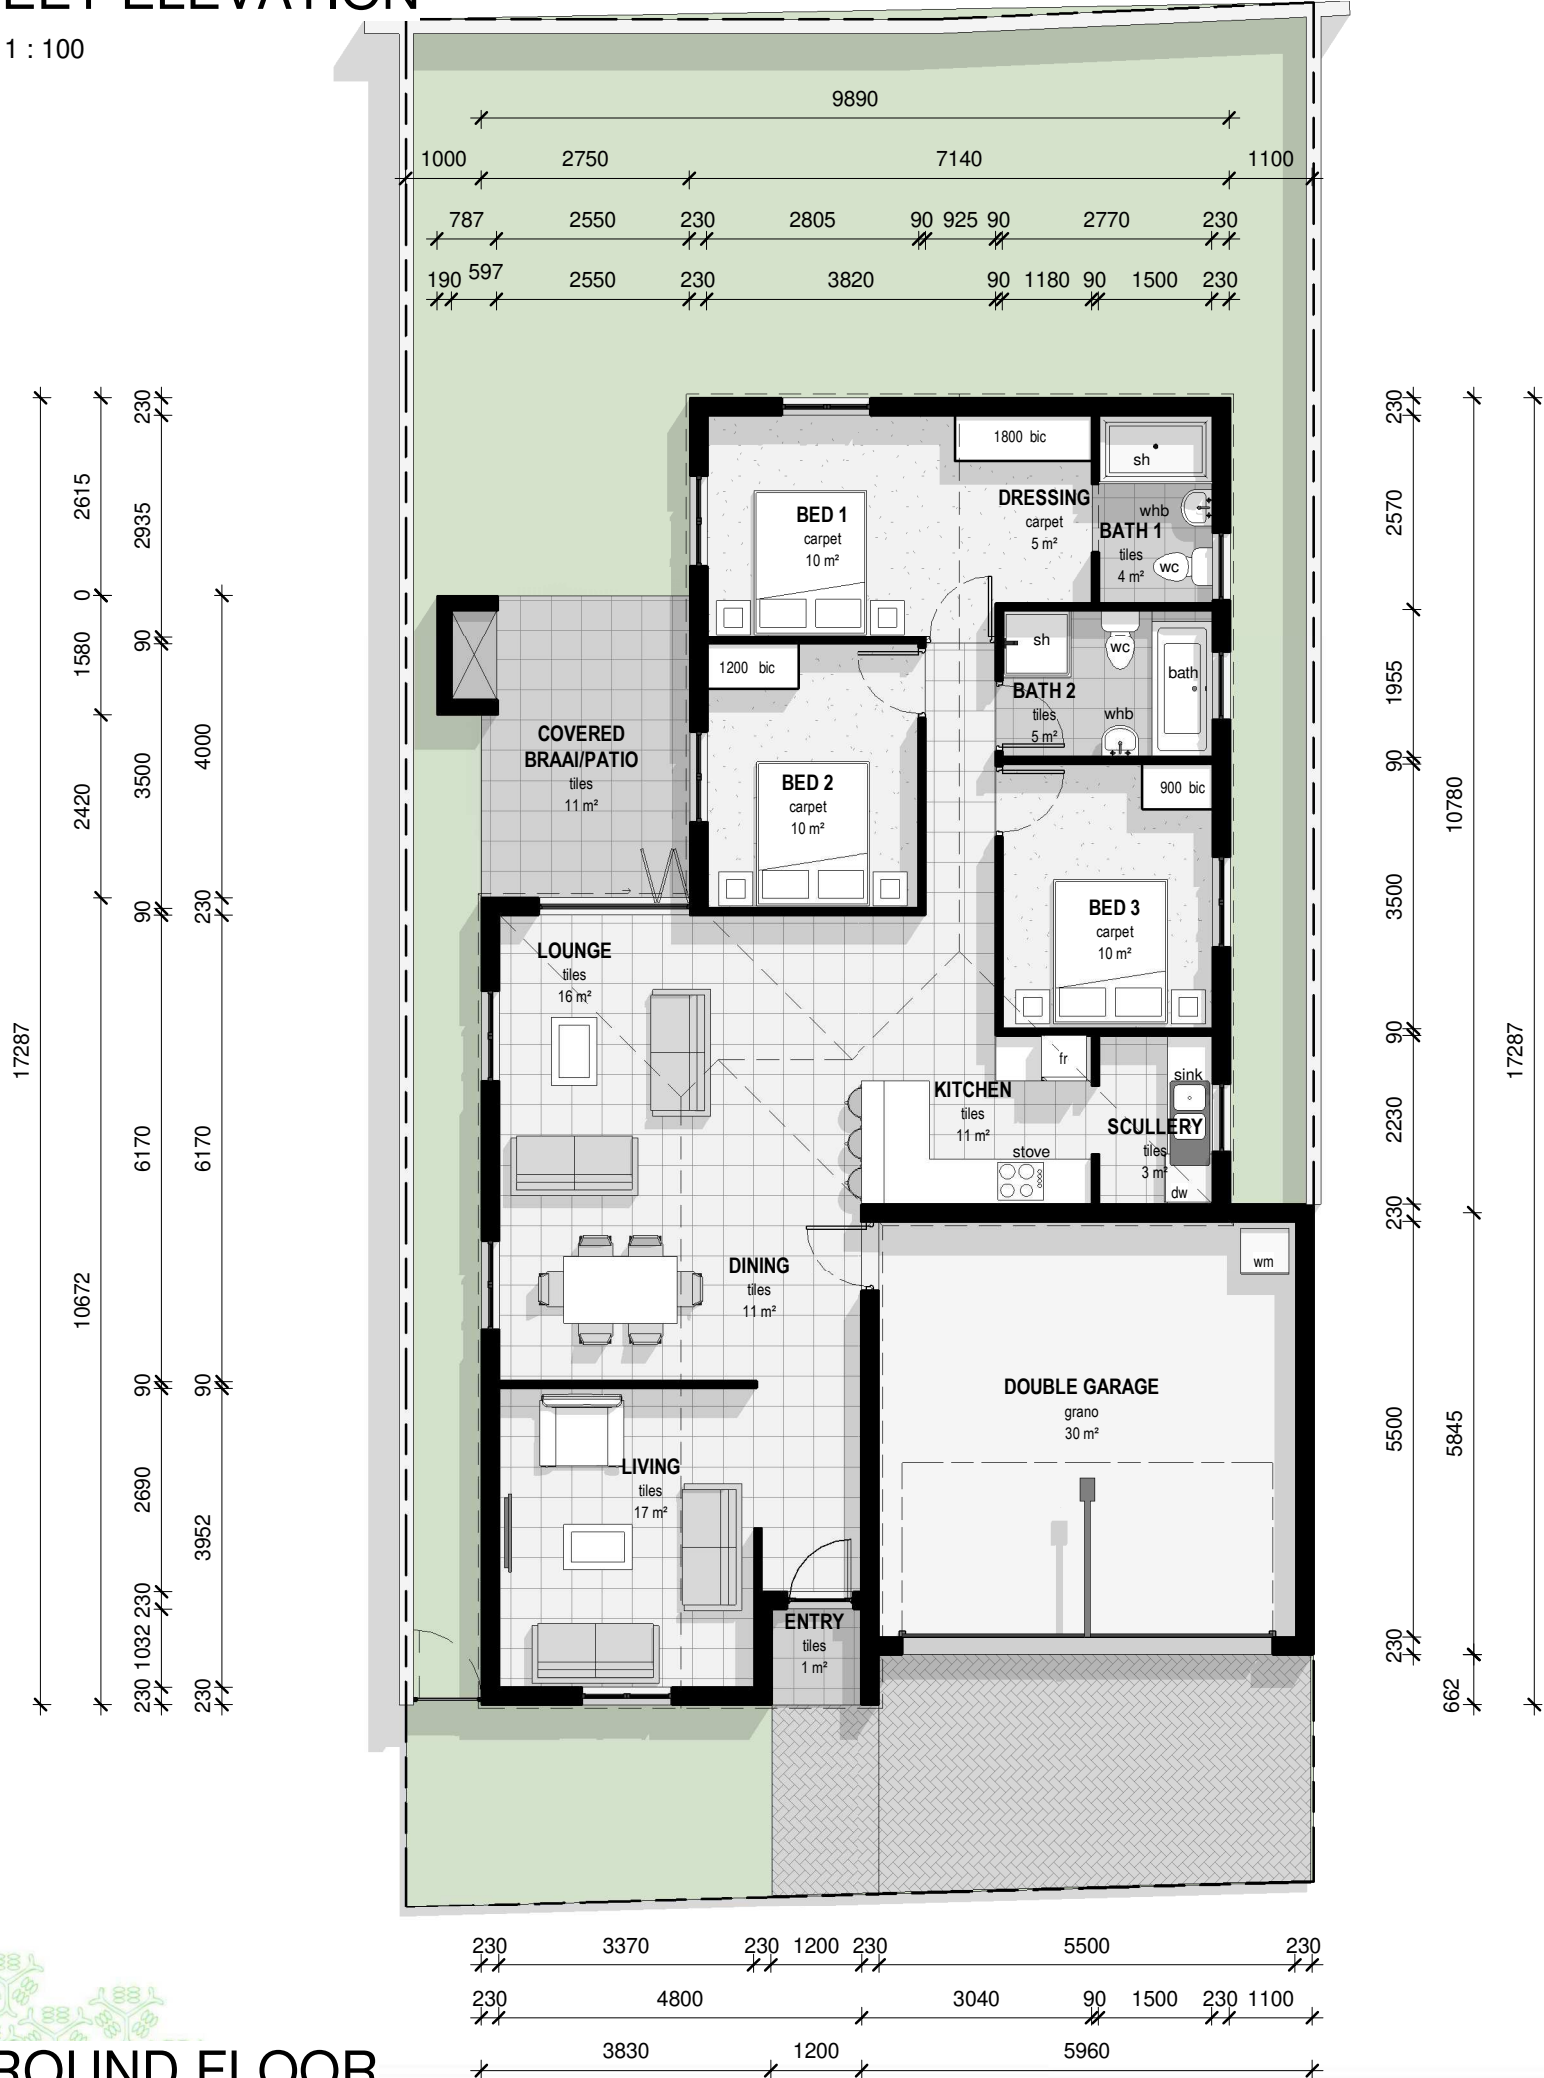 EET ELEVATION
1 : 100
9890
1000 2750 7140 1100
787 2550 230 2805 90 925 90 2770 230
190 597 2550 230 3820 90 1180 90 1500 230
17287
2615 0 1580 2420 10672
230 2935 90 3500 90 6170 90 2690 230 1032 230
4000 230 6170 90 3952 230
1800 bic
sh
BED 1
carpet
10 m²
DRESSING
carpet
5 m²
whb
BATH 1
tiles
4 m²
wc
sh
wc
bath
1200 bic
BATH 2
tiles
5 m²
whb
COVERED
BRAAI/PATIO
tiles
11 m²
BED 2
carpet
10 m²
900 bic
BED 3
carpet
10 m²
LOUNGE
tiles
16 m²
fr
sink
KITCHEN
tiles
11 m²
stove
SCULLERY
tiles
3 m²
dw
DINING
tiles
11 m²
wm
DOUBLE GARAGE
grano
30 m²
LIVING
tiles
17 m²
ENTRY
tiles
1 m²
230 2570 1955 90 3500 90 2230 230 5500 230
10780 5845 662
17287
230 3370 230 1200 230 5500 230
230 4800 3040 90 1500 230 1100
3830 1200 5960
ROUND FLOOR